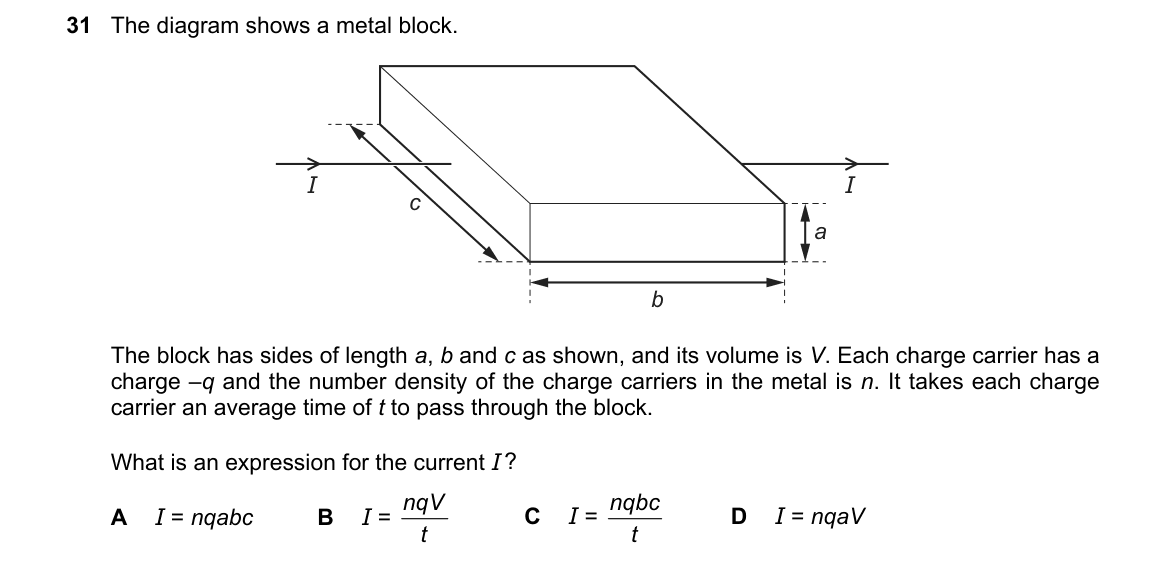 31 The diagram shows a metal block.
I
I
c
a
b
The block has sides of length a, b and c as shown, and its volume is V. Each charge carrier has a
charge –q and the number density of the charge carriers in the metal is n. It takes each charge
carrier an average time of t to pass through the block.
What is an expression for the current I?
A I = nqabc B I = nqV/t C I = nqbc/t D I = nqaV